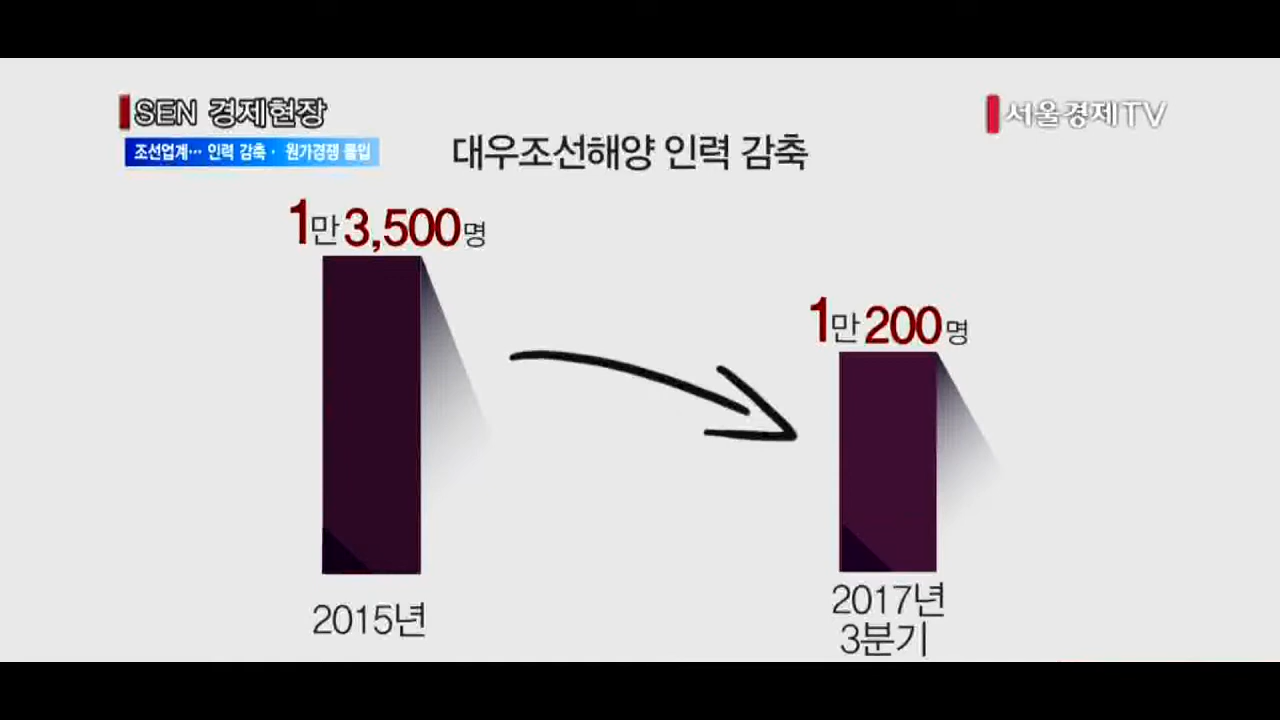 SEN 경제현장
서울경제TV
조선업계… 인력 감축· 원가경쟁 돌입
대우조선해양 인력 감축
1만 3,500명
1만 200명
2015년
2017년
3분기